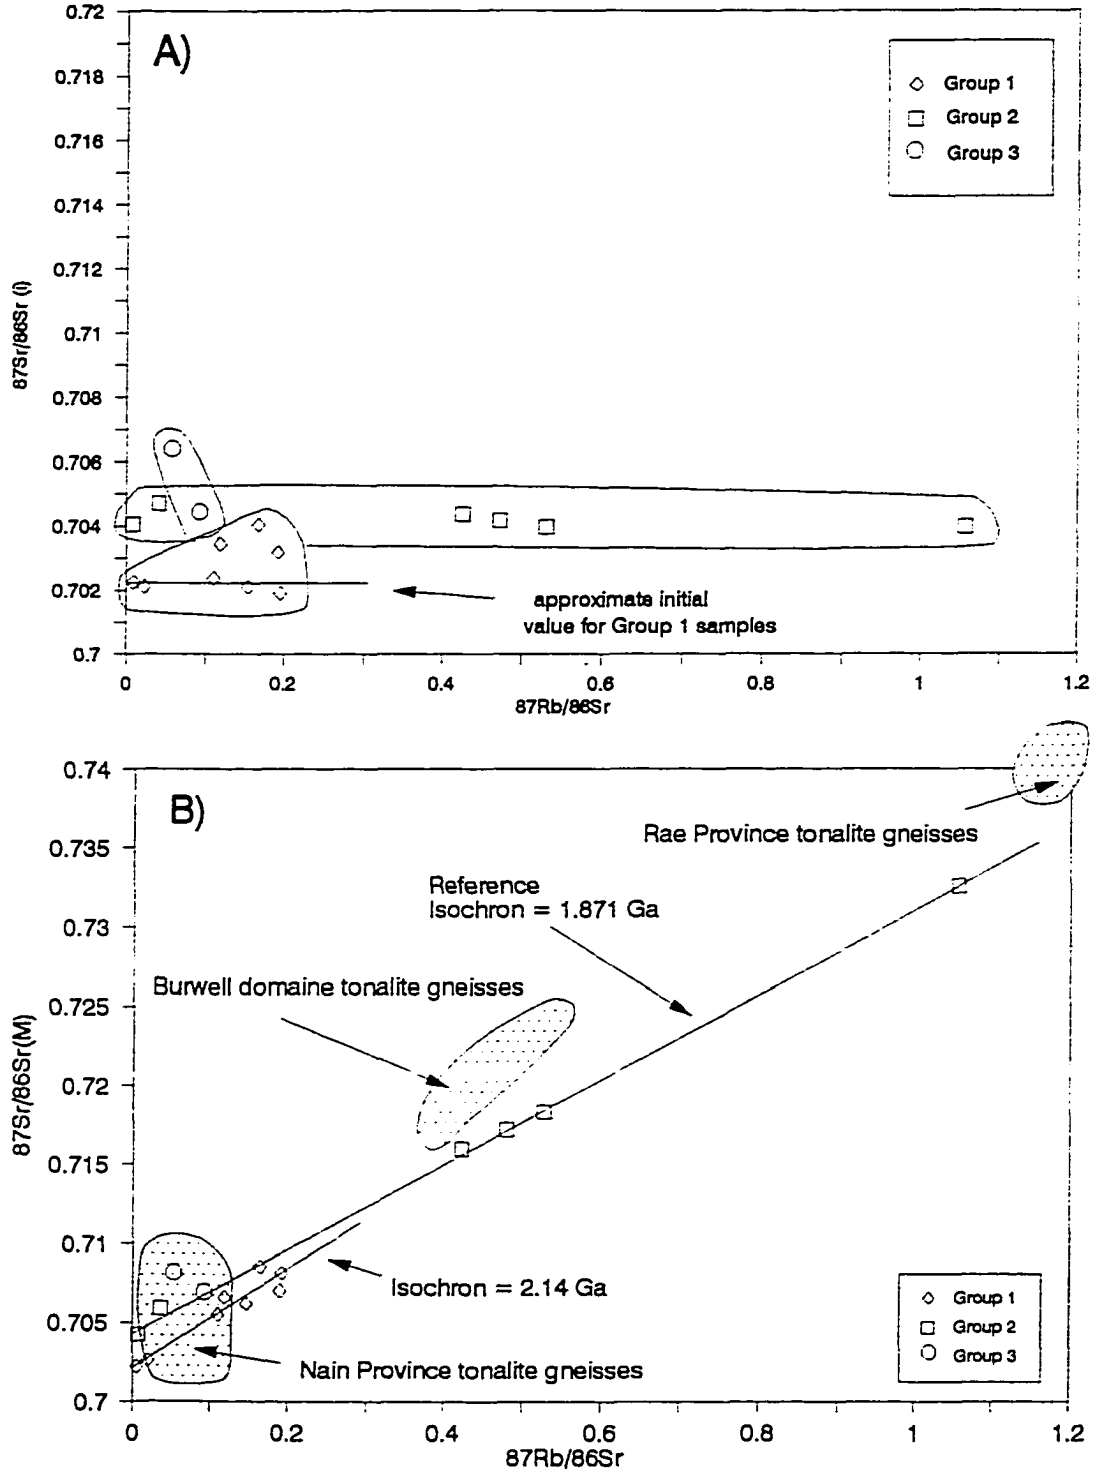 0.72
A)
0.718
0.716
0.714
0.712
0.71
0.708
0.706
0.704
0.702
0.7
87Sr/86Sr (i)
Group 1
Group 2
Group 3
approximate initial
value for Group 1 samples
0
0.2
0.4
0.6
0.8
1
1.2
87Rb/86Sr
0.74
B)
0.735
0.73
0.725
0.72
0.715
0.71
0.705
0.7
87Sr/86Sr(M)
Rae Province tonalite gneisses
Reference
Isochron = 1.871 Ga
Burwell domaine tonalite gneisses
Isochron = 2.14 Ga
Nain Province tonalite gneisses
Group 1
Group 2
Group 3
0
0.2
0.4
0.6
0.8
1
1.2
87Rb/86Sr